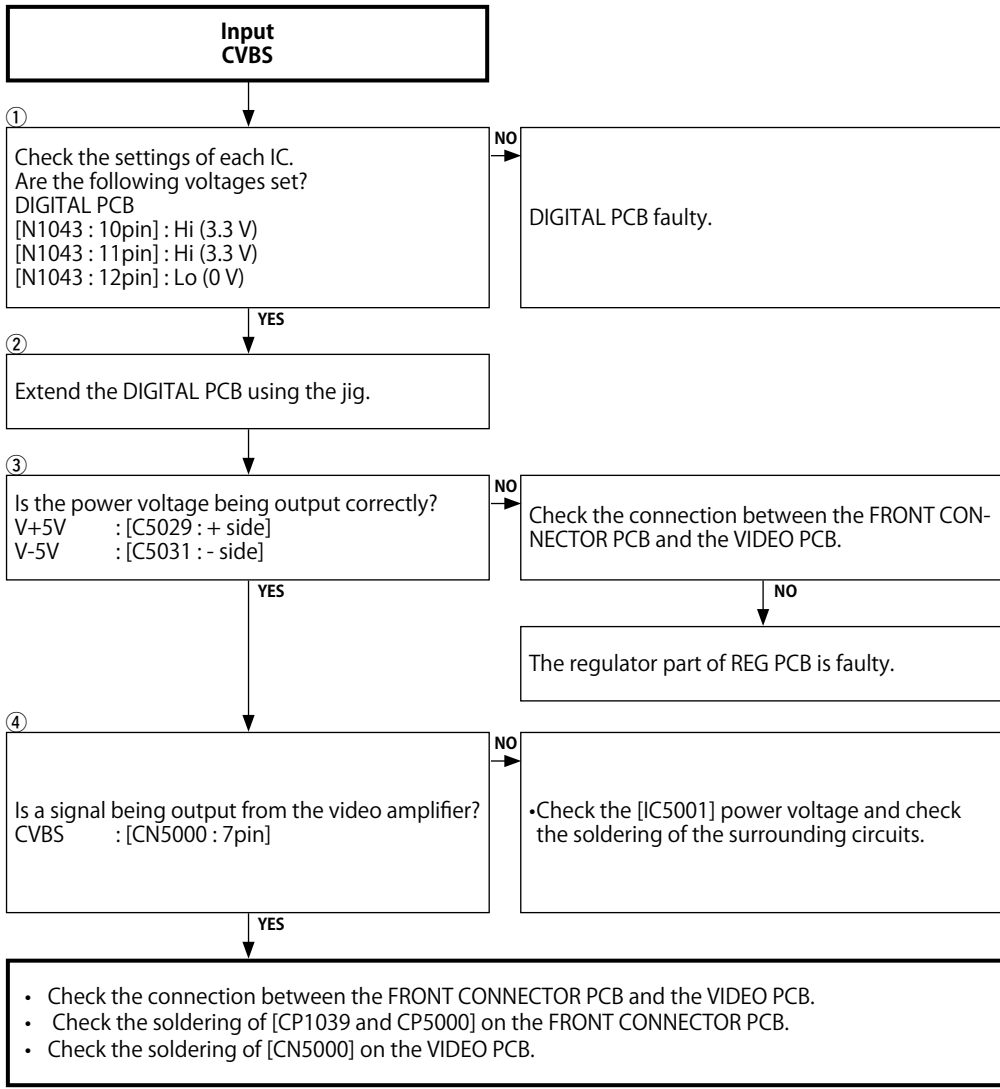 Input
CVBS
①
Check the settings of each IC.
Are the following voltages set?
DIGITAL PCB
[N1043 : 10pin] : Hi (3.3 V)
[N1043 : 11pin] : Hi (3.3 V)
[N1043 : 12pin] : Lo (0 V)
NO
DIGITAL PCB faulty.
YES
②
Extend the DIGITAL PCB using the jig.
③
Is the power voltage being output correctly?
V+5V : [C5029 : + side]
V-5V : [C5031 : - side]
NO
Check the connection between the FRONT CON-
NECTOR PCB and the VIDEO PCB.
NO
The regulator part of REG PCB is faulty.
YES
④
Is a signal being output from the video amplifier?
CVBS : [CN5000 : 7pin]
NO
•Check the [IC5001] power voltage and check
the soldering of the surrounding circuits.
YES
• Check the connection between the FRONT CONNECTOR PCB and the VIDEO PCB.
• Check the soldering of [CP1039 and CP5000] on the FRONT CONNECTOR PCB.
• Check the soldering of [CN5000] on the VIDEO PCB.